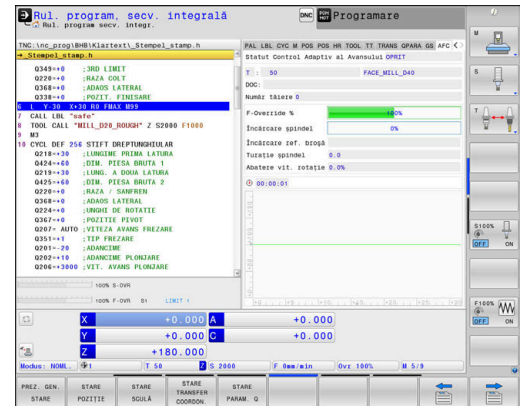 Rul. program, secv. integrală
Rul. program, secv. integr.
DNC
Programare
TNC:\nc_prog\BHB\Klartext\_Stempel_stamp.h
→_Stempel_stamp.h
Q349=+0 ;3RD LIMIT
Q220=+0 ;RAZA COLT
Q368=+0 ;ADAOS LATERAL
Q338=+0 ;POZIT. FINISARE
6 L Y-30 X+30 R0 FMAX M99
7 CALL LBL "safe"
8 TOOL CALL "MILL_D20_ROUGH" Z S2000 F1000
9 M3
10 CYCL DEF 256 STIFT DREPTUNGHIULAR
Q218=+30 ;LUNGIME PRIMA LATURA
Q424=+60 ;DIM. PIESA BRUTA 1
Q219=+30 ;LUNG. A DOUA LATURA
Q425=+60 ;DIM. PIESA BRUTA 2
Q220=+0 ;RAZA / SANFREN
Q368=+0 ;ADAOS LATERAL
Q224=+0 ;UNGHI DE ROTATIE
Q367=+0 ;POZITIE PIVOT
Q207= AUTO ;VITEZA AVANS FREZARE
Q351=+1 ;TIP FREZARE
Q201=-20 ;ADANCIME
Q202=+10 ;ADANCIME PLONJARE
Q206=+3000 ;VIT. AVANS PLONJARE
100% S-OVR
100% F-OVR S1 LIMIT 1
PAL LBL CYC M POS POS HR TOOL TT TRANS QPARA GS AFC
Statut Control Adaptiv al Avansului OPRIT
T : 50 FACE_MILL_D40
DOC:
Număr tăiere 0
F-Override % 100%
Încărcare şpindel 0%
Încărcare ref. broşă
Turaţie spindel 0.0
Abatere vit. rotaţie 0.0%
00:00:01
X +0.000 A +0.000
Y +0.000 C +0.000
Z +180.000
Modus: NOML. 1 T 50 Z S 2000 F 0mm/min Ovr 100% M 5/9
M
S
T
S100%
OFF ON
F100%
OFF ON
PREZ. GEN. STARE
STARE POZIŢIE
STARE SCULĂ
STARE TRANSFER COORDON.
STARE PARAM. Q